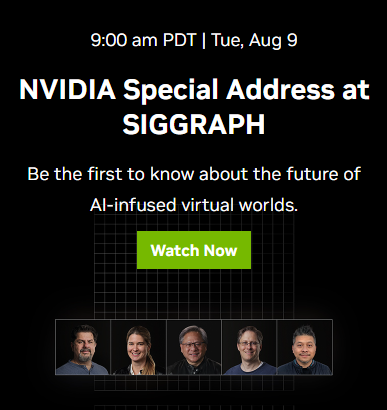 9:00 am PDT | Tue, Aug 9
NVIDIA Special Address at
SIGGRAPH
Be the first to know about the future of
AI-infused virtual worlds.
Watch Now